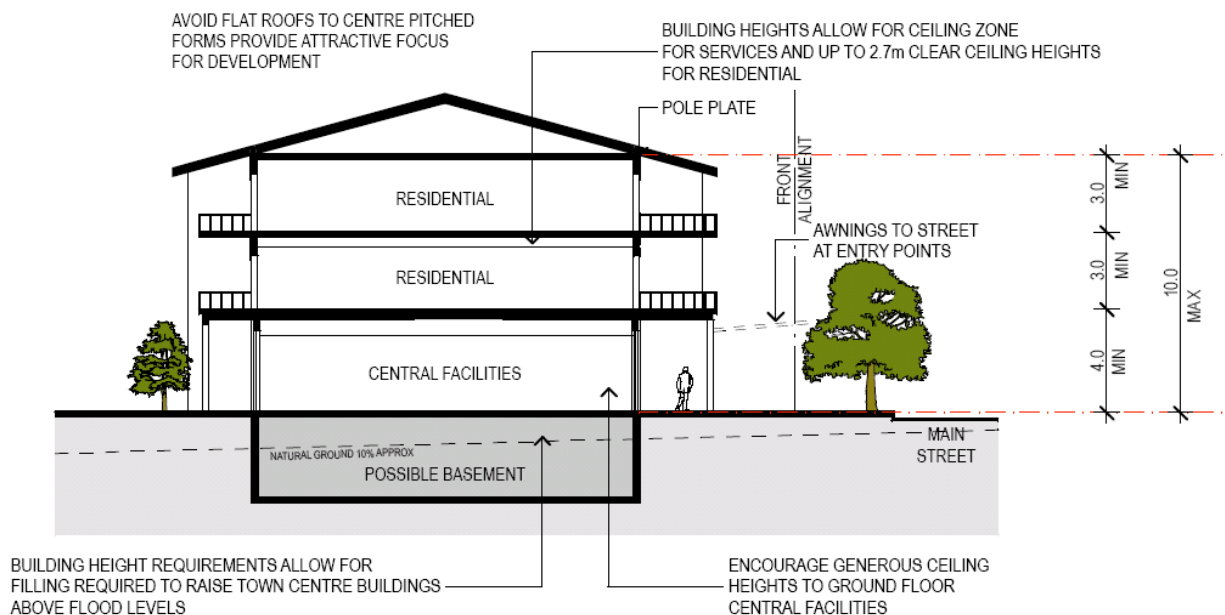 AVOID FLAT ROOFS TO CENTRE PITCHED
FORMS PROVIDE ATTRACTIVE FOCUS
FOR DEVELOPMENT
BUILDING HEIGHTS ALLOW FOR CEILING ZONE
FOR SERVICES AND UP TO 2.7m CLEAR CEILING HEIGHTS
FOR RESIDENTIAL
POLE PLATE
FRONT
ALIGNMENT
RESIDENTIAL
3.0
MIN
AWNINGS TO STREET
AT ENTRY POINTS
RESIDENTIAL
3.0
MIN
10.0
MAX
CENTRAL FACILITIES
4.0
MIN
MAIN
STREET
NATURAL GROUND 10% APPROX
POSSIBLE BASEMENT
BUILDING HEIGHT REQUIREMENTS ALLOW FOR
FILLING REQUIRED TO RAISE TOWN CENTRE BUILDINGS
ABOVE FLOOD LEVELS
ENCOURAGE GENEROUS CEILING
HEIGHTS TO GROUND FLOOR
CENTRAL FACILITIES